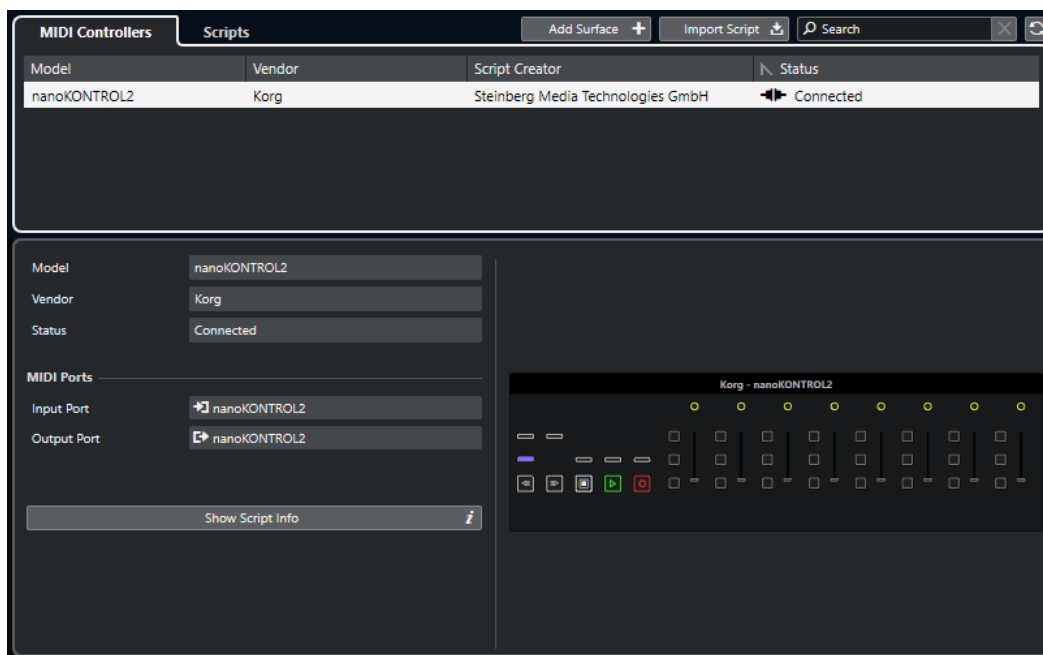 MIDI Controllers Scripts Add Surface Import Script Search
Model Vendor Script Creator Status
nanoKONTROL2 Korg Steinberg Media Technologies GmbH Connected
Model nanoKONTROL2
Vendor Korg
Status Connected
MIDI Ports
Input Port nanoKONTROL2
Output Port nanoKONTROL2
Show Script Info i
Korg - nanoKONTROL2